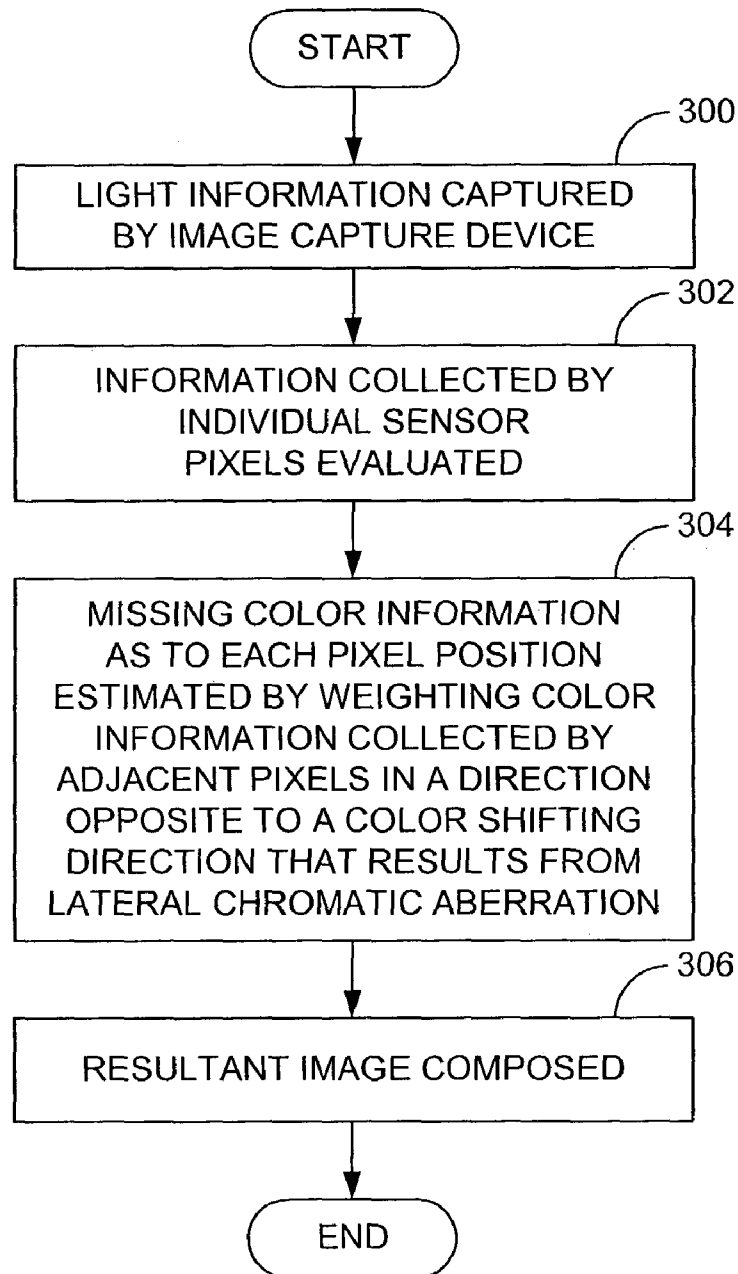 START
300
LIGHT INFORMATION CAPTURED
BY IMAGE CAPTURE DEVICE
302
INFORMATION COLLECTED BY
INDIVIDUAL SENSOR
PIXELS EVALUATED
304
MISSING COLOR INFORMATION
AS TO EACH PIXEL POSITION
ESTIMATED BY WEIGHTING COLOR
INFORMATION COLLECTED BY
ADJACENT PIXELS IN A DIRECTION
OPPOSITE TO A COLOR SHIFTING
DIRECTION THAT RESULTS FROM
LATERAL CHROMATIC ABERRATION
306
RESULTANT IMAGE COMPOSED
END